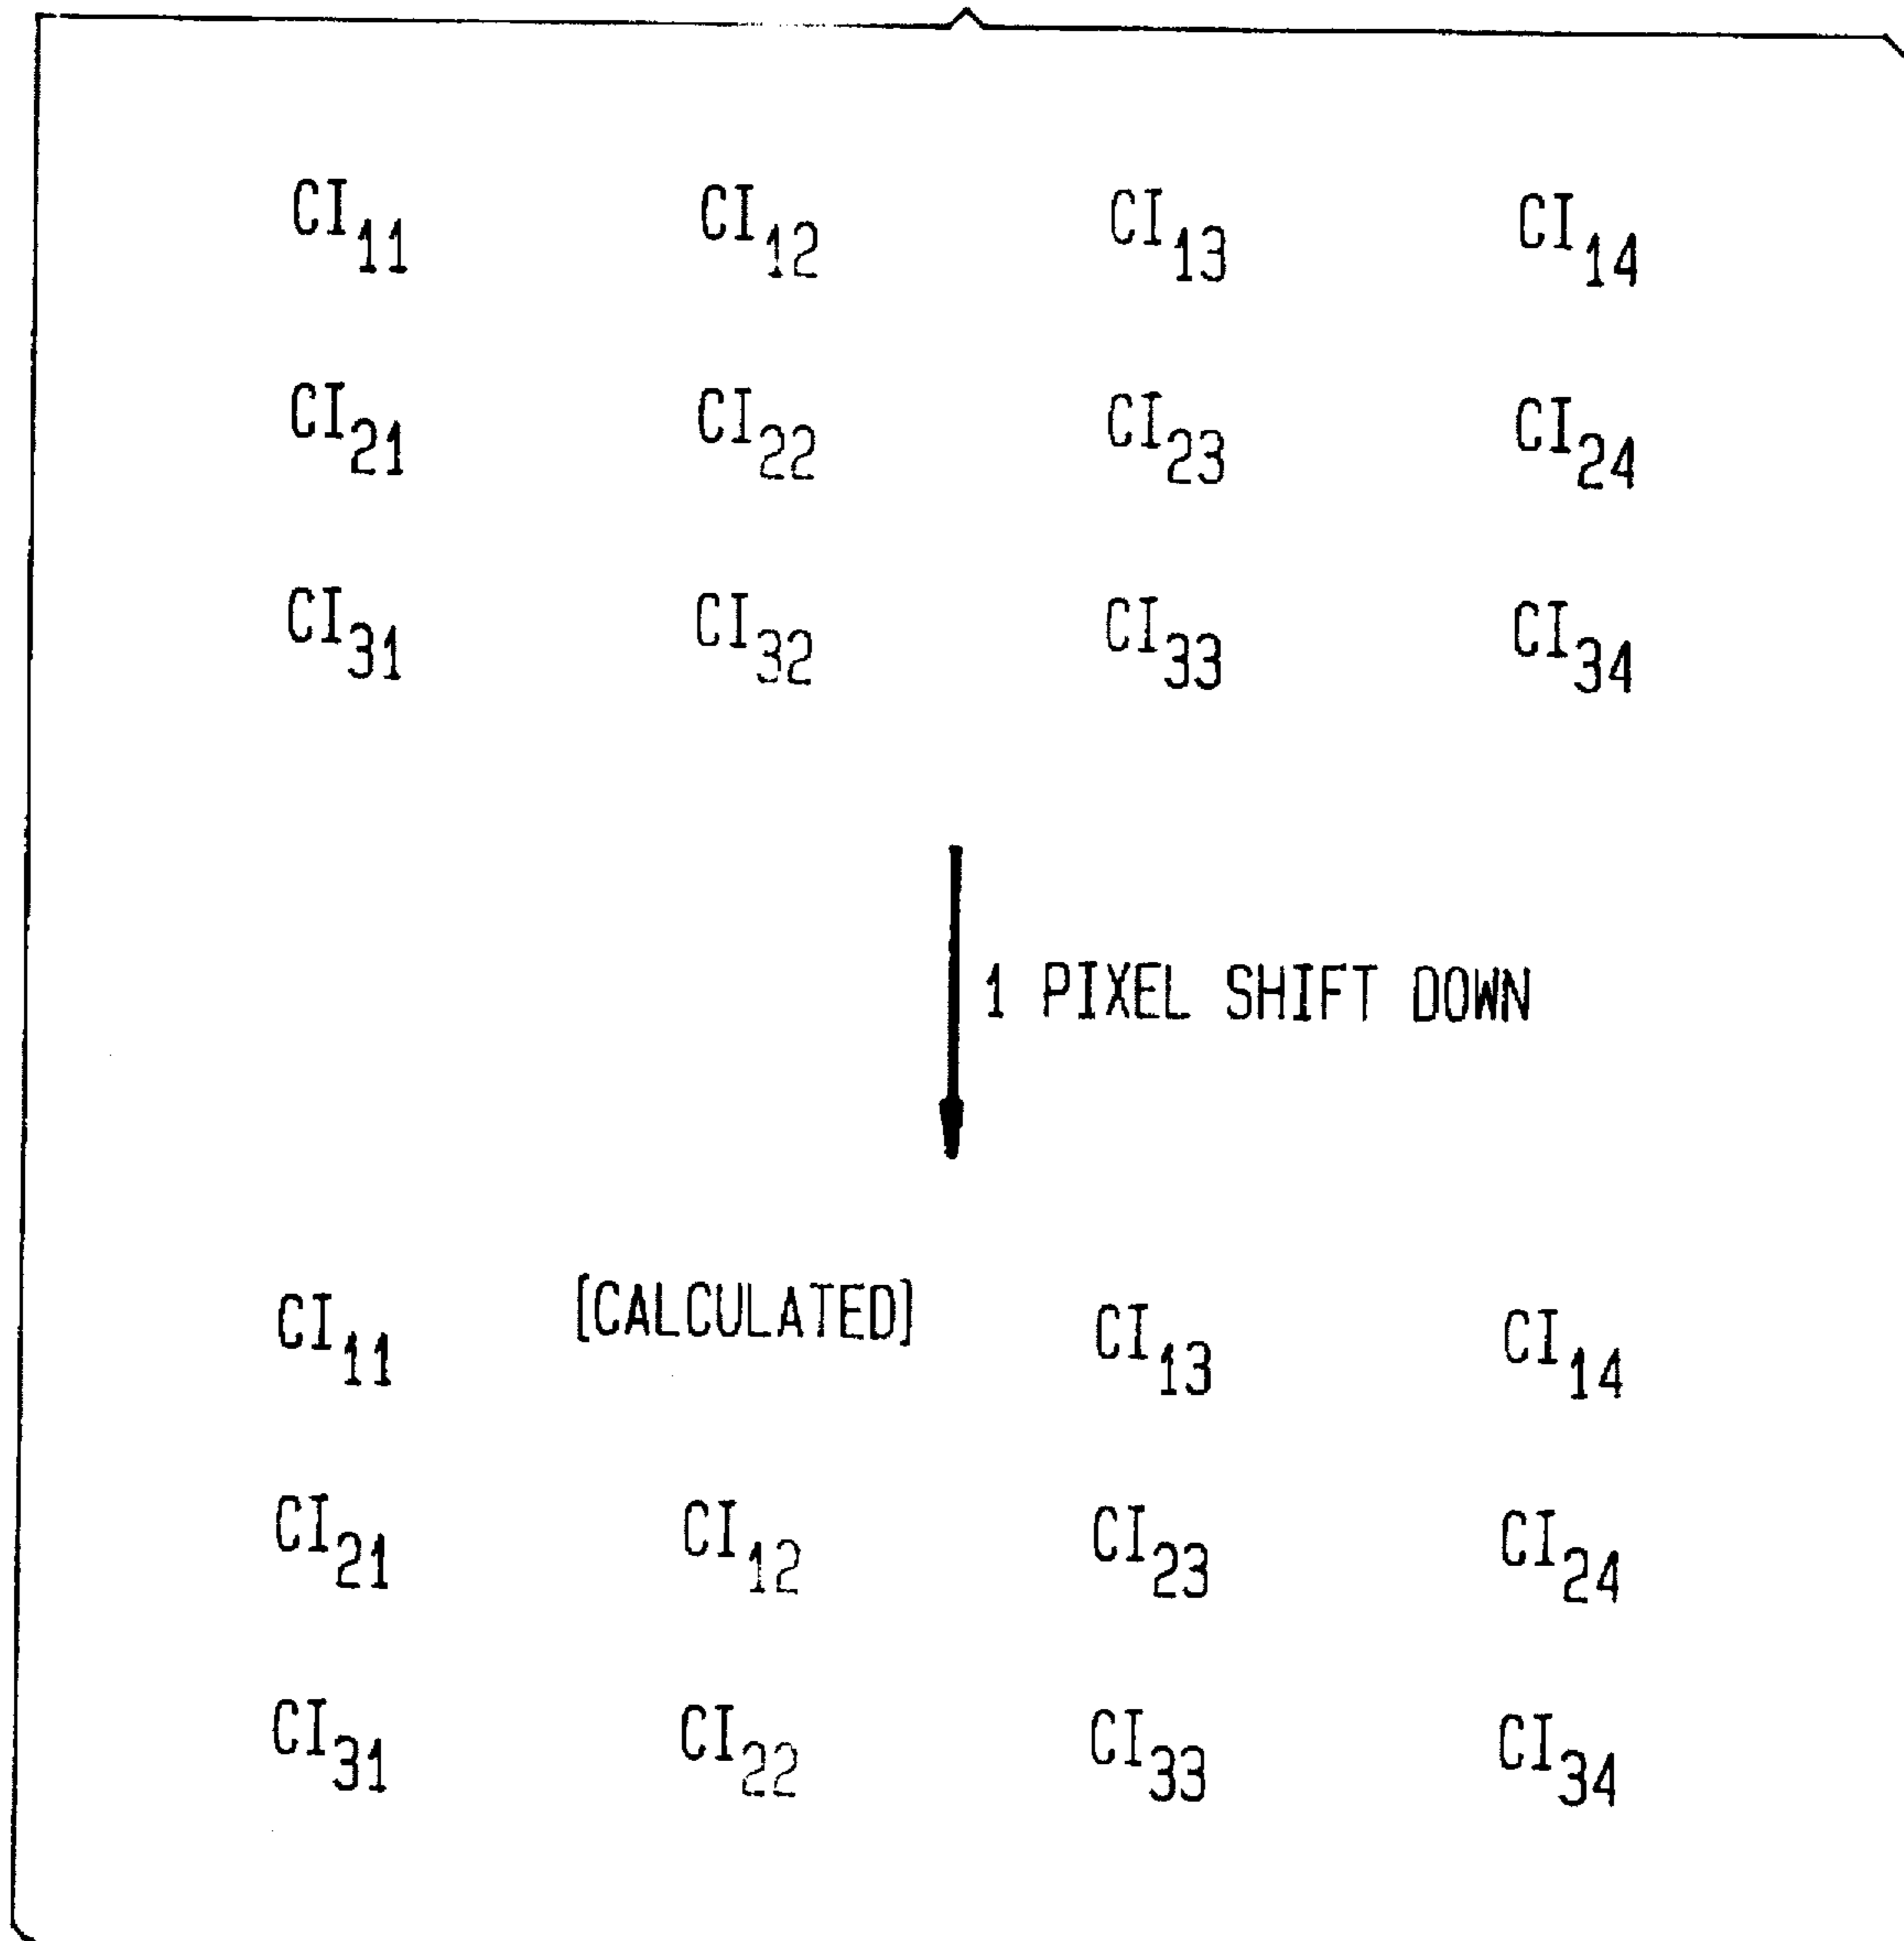 CI₁₁ CI₁₂ CI₁₃ CI₁₄
CI₂₁ CI₂₂ CI₂₃ CI₂₄
CI₃₁ CI₃₂ CI₃₃ CI₃₄
1 PIXEL SHIFT DOWN
CI₁₁ [CALCULATED] CI₁₃ CI₁₄
CI₂₁ CI₁₂ CI₂₃ CI₂₄
CI₃₁ CI₂₂ CI₃₃ CI₃₄